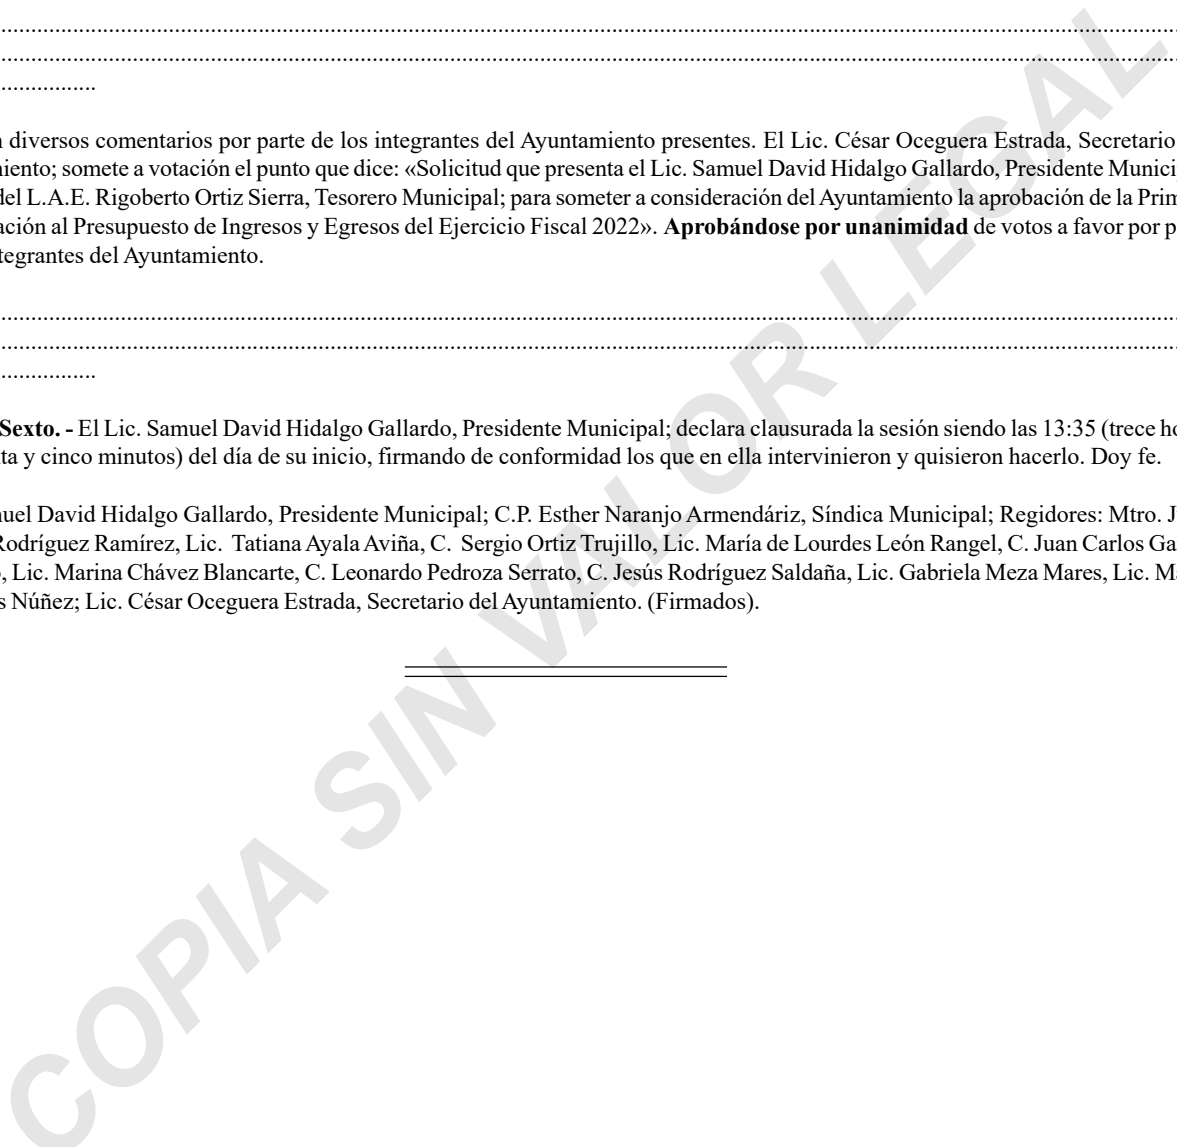 ..........................................................................................................................................................................................................
..........................................................................................................................................................................................................
.................
diversos comentarios por parte de los integrantes del Ayuntamiento presentes. El Lic. César Oceguera Estrada, Secretario
iento; somete a votación el punto que dice: «Solicitud que presenta el Lic. Samuel David Hidalgo Gallardo, Presidente Munici
del L.A.E. Rigoberto Ortiz Sierra, Tesorero Municipal; para someter a consideración del Ayuntamiento la aprobación de la Prim
ación al Presupuesto de Ingresos y Egresos del Ejercicio Fiscal 2022». Aprobándose por unanimidad de votos a favor por p
tegrantes del Ayuntamiento.
..........................................................................................................................................................................................................
..........................................................................................................................................................................................................
.................
Sexto. - El Lic. Samuel David Hidalgo Gallardo, Presidente Municipal; declara clausurada la sesión siendo las 13:35 (trece ho
ta y cinco minutos) del día de su inicio, firmando de conformidad los que en ella intervinieron y quisieron hacerlo. Doy fe.
uel David Hidalgo Gallardo, Presidente Municipal; C.P. Esther Naranjo Armendáriz, Síndica Municipal; Regidores: Mtro. J
Rodríguez Ramírez, Lic. Tatiana Ayala Aviña, C. Sergio Ortiz Trujillo, Lic. María de Lourdes León Rangel, C. Juan Carlos Ga
, Lic. Marina Chávez Blancarte, C. Leonardo Pedroza Serrato, C. Jesús Rodríguez Saldaña, Lic. Gabriela Meza Mares, Lic. Ma
s Núñez; Lic. César Oceguera Estrada, Secretario del Ayuntamiento. (Firmados).
COPIA SIN VALOR LEGAL